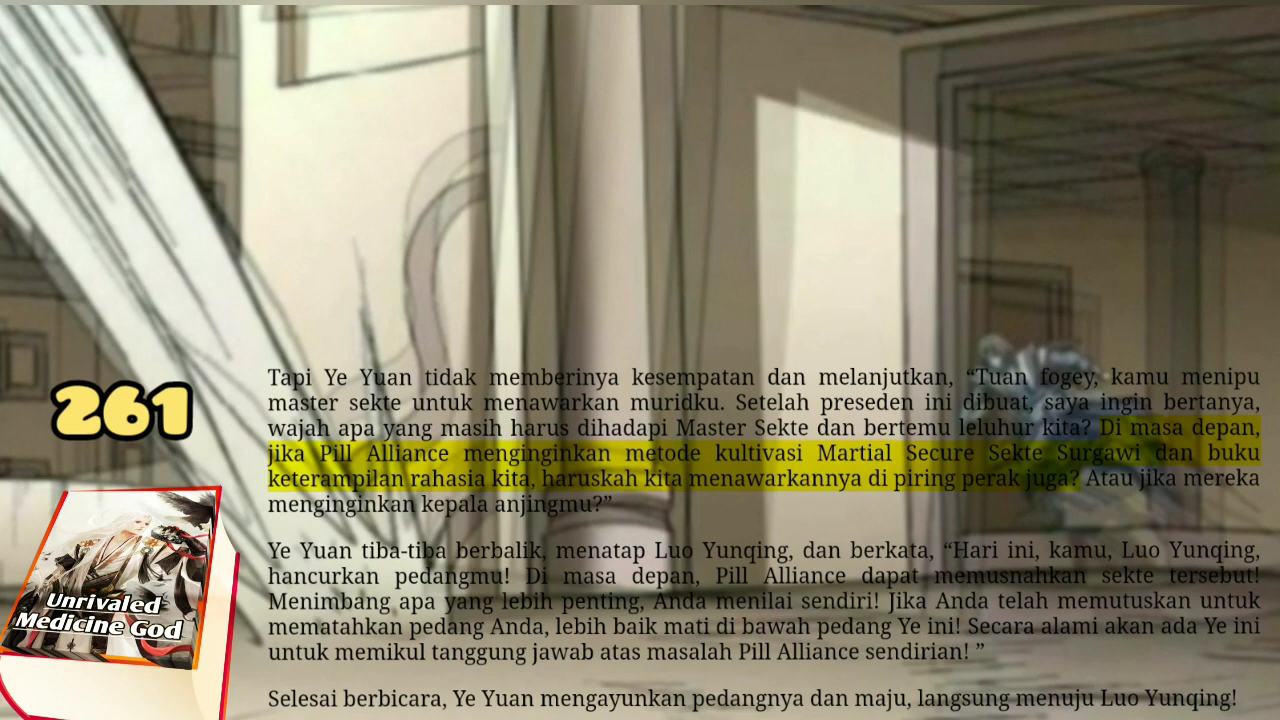 261
Unrivaled
Medicine God
Tapi Ye Yuan tidak memberinya kesempatan dan melanjutkan, “Tuan fogey, kamu menipu
master sekte untuk menawarkan muridku. Setelah preseden ini dibuat, saya ingin bertanya,
wajah apa yang masih harus dihadapi Master Sekte dan bertemu leluhur kita? Di masa depan,
jika Pill Alliance menginginkan metode kultivasi Martial Secure Sekte Surgawi dan buku
keterampilan rahasia kita, haruskah kita menawarkannya di piring perak juga? Atau jika mereka
menginginkan kepala anjingmu?”
Ye Yuan tiba-tiba berbalik, menatap Luo Yunqing, dan berkata, “Hari ini, kamu, Luo Yunqing,
hancurkan pedangmu! Di masa depan, Pill Alliance dapat memusnahkan sekte tersebut!
Menimbang apa yang lebih penting, Anda menilai sendiri! Jika Anda telah memutuskan untuk
mematahkan pedang Anda, lebih baik mati di bawah pedang Ye ini! Secara alami akan ada Ye ini
untuk memikul tanggung jawab atas masalah Pill Alliance sendirian! ”
Selesai berbicara, Ye Yuan mengayunkan pedangnya dan maju, langsung menuju Luo Yunqing!